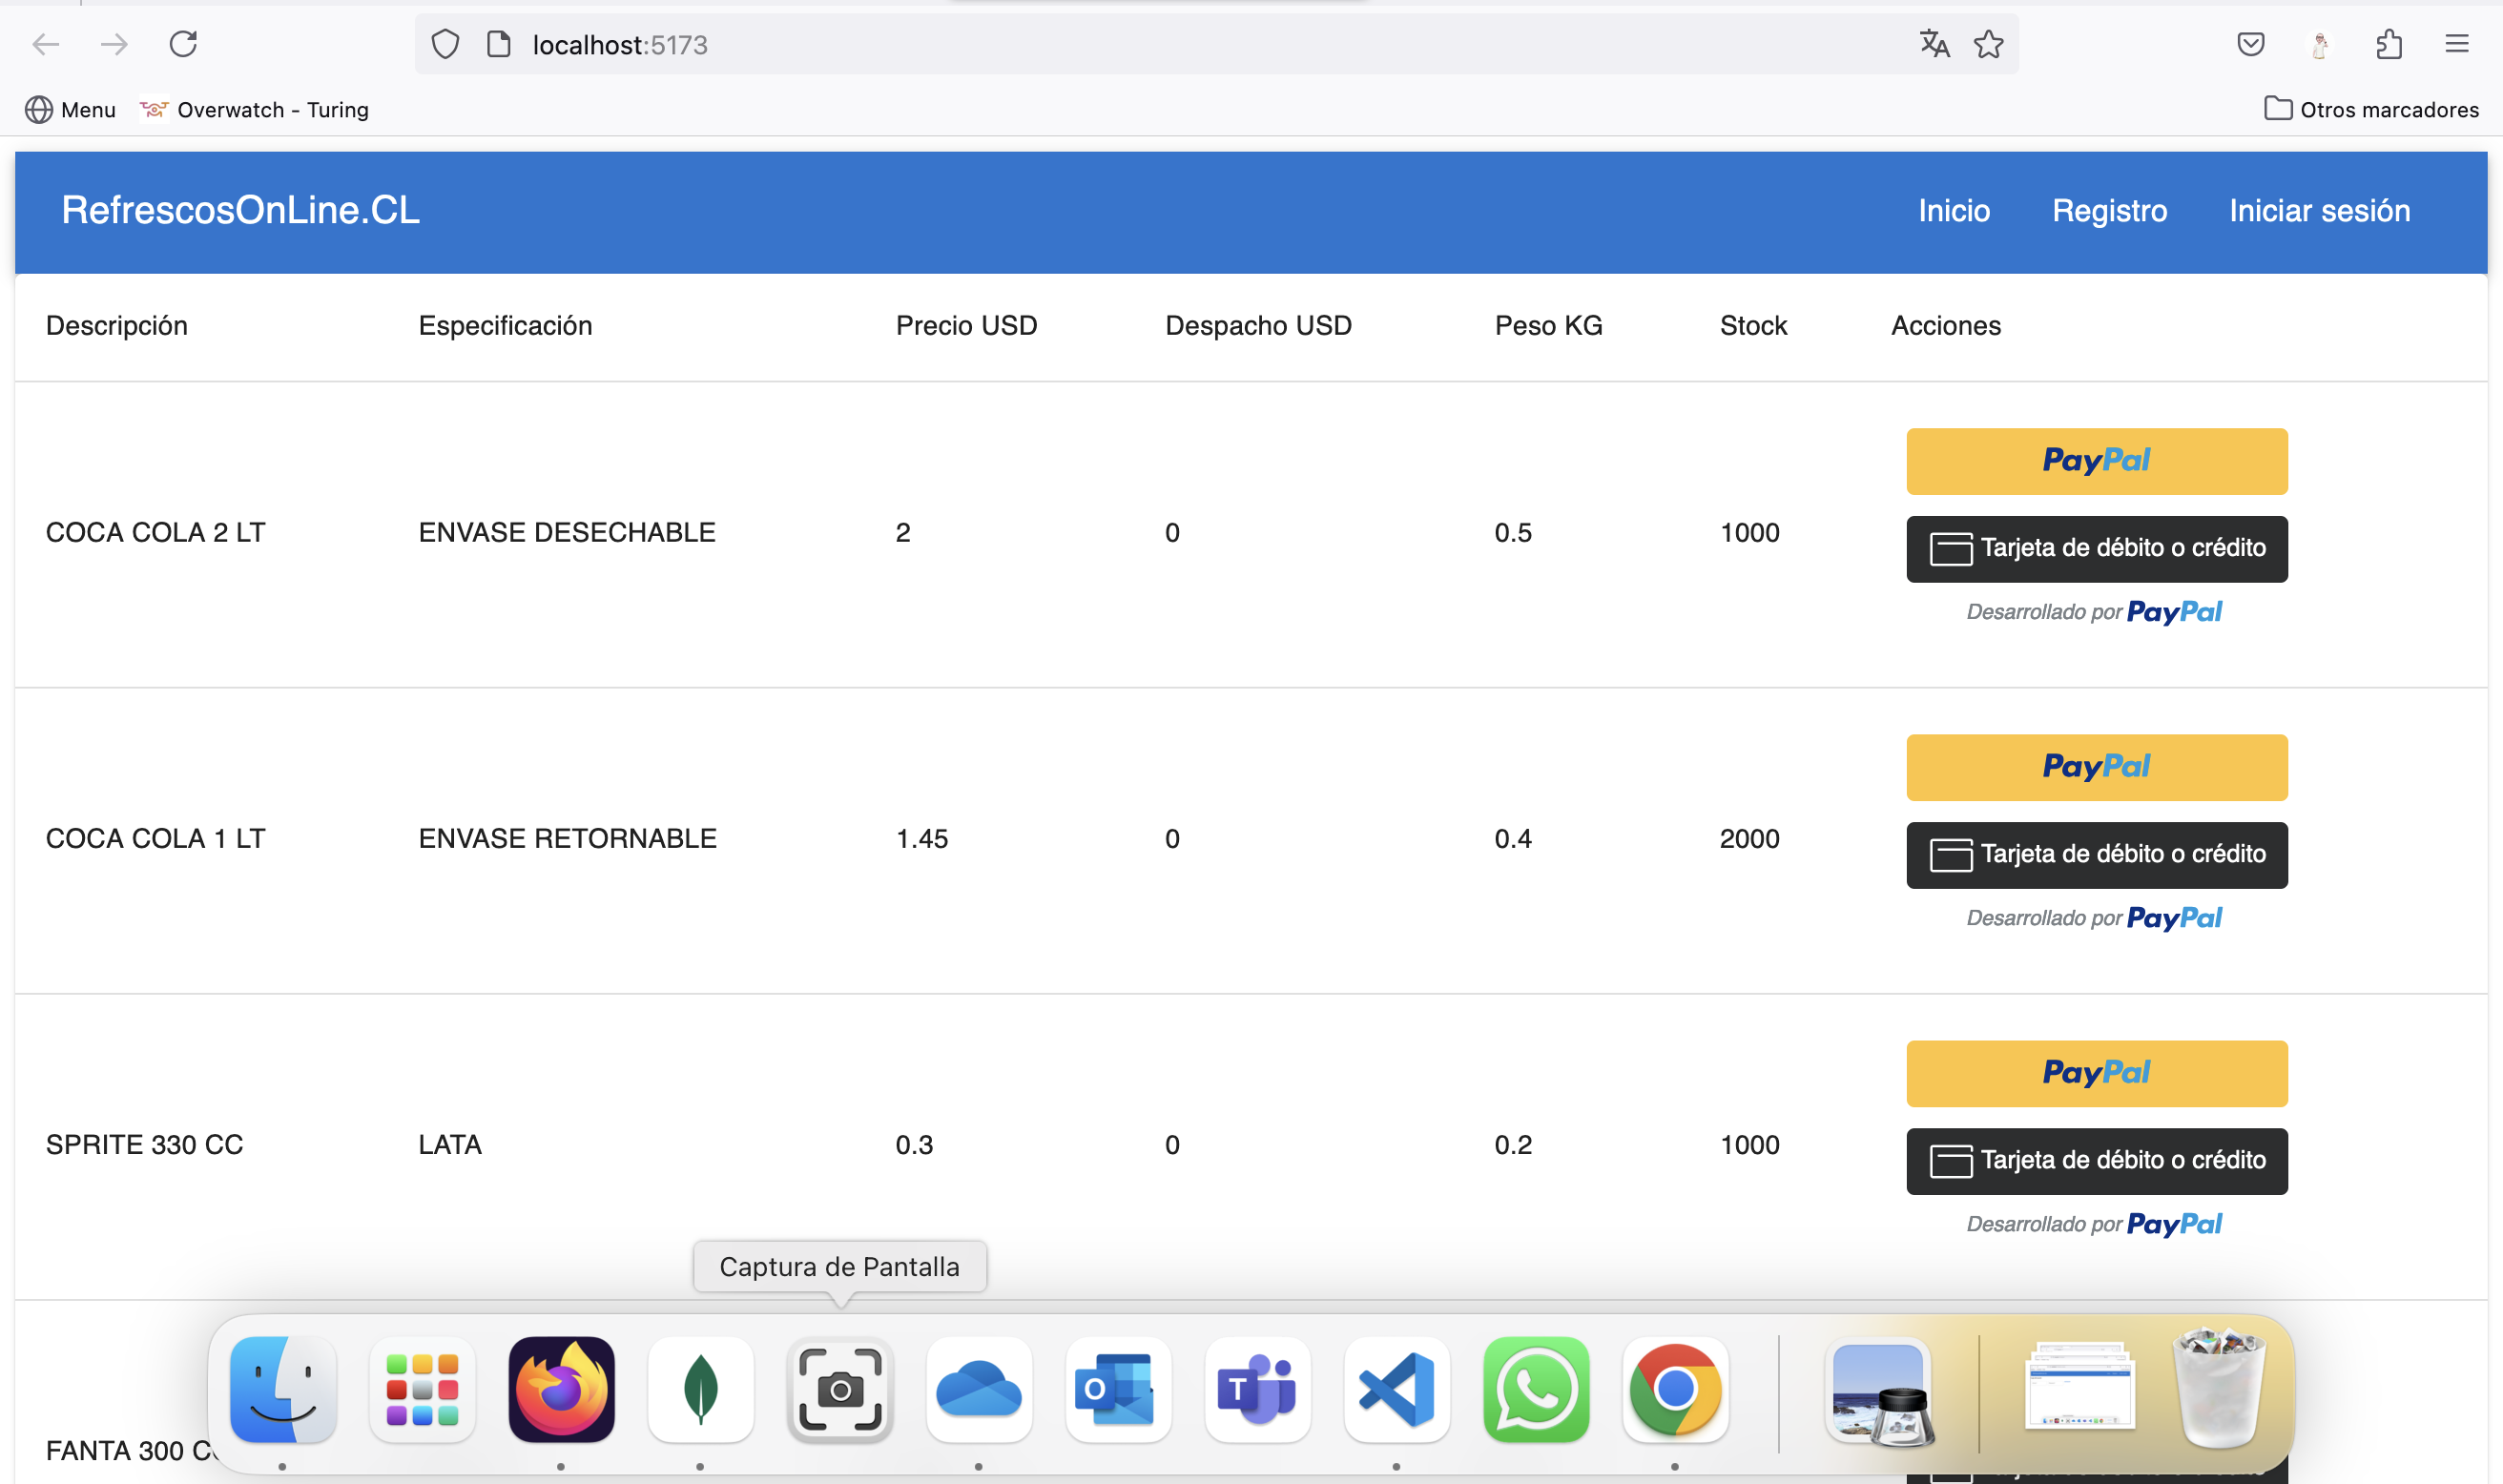 localhost:5173
Menu
Overwatch - Turing
Otros marcadores
RefrescosOnLine.CL
Inicio
Registro
Iniciar sesión
Descripción Especificación Precio USD Despacho USD Peso KG Stock Acciones
PayPal
COCA COLA 2 LT ENVASE DESECHABLE 2 0 0.5 1000
Tarjeta de débito o crédito
Desarrollado por PayPal
PayPal
COCA COLA 1 LT ENVASE RETORNABLE 1.45 0 0.4 2000
Tarjeta de débito o crédito
Desarrollado por PayPal
PayPal
SPRITE 330 CC LATA 0.3 0 0.2 1000
Tarjeta de débito o crédito
Desarrollado por PayPal
Captura de Pantalla
FANTA 300